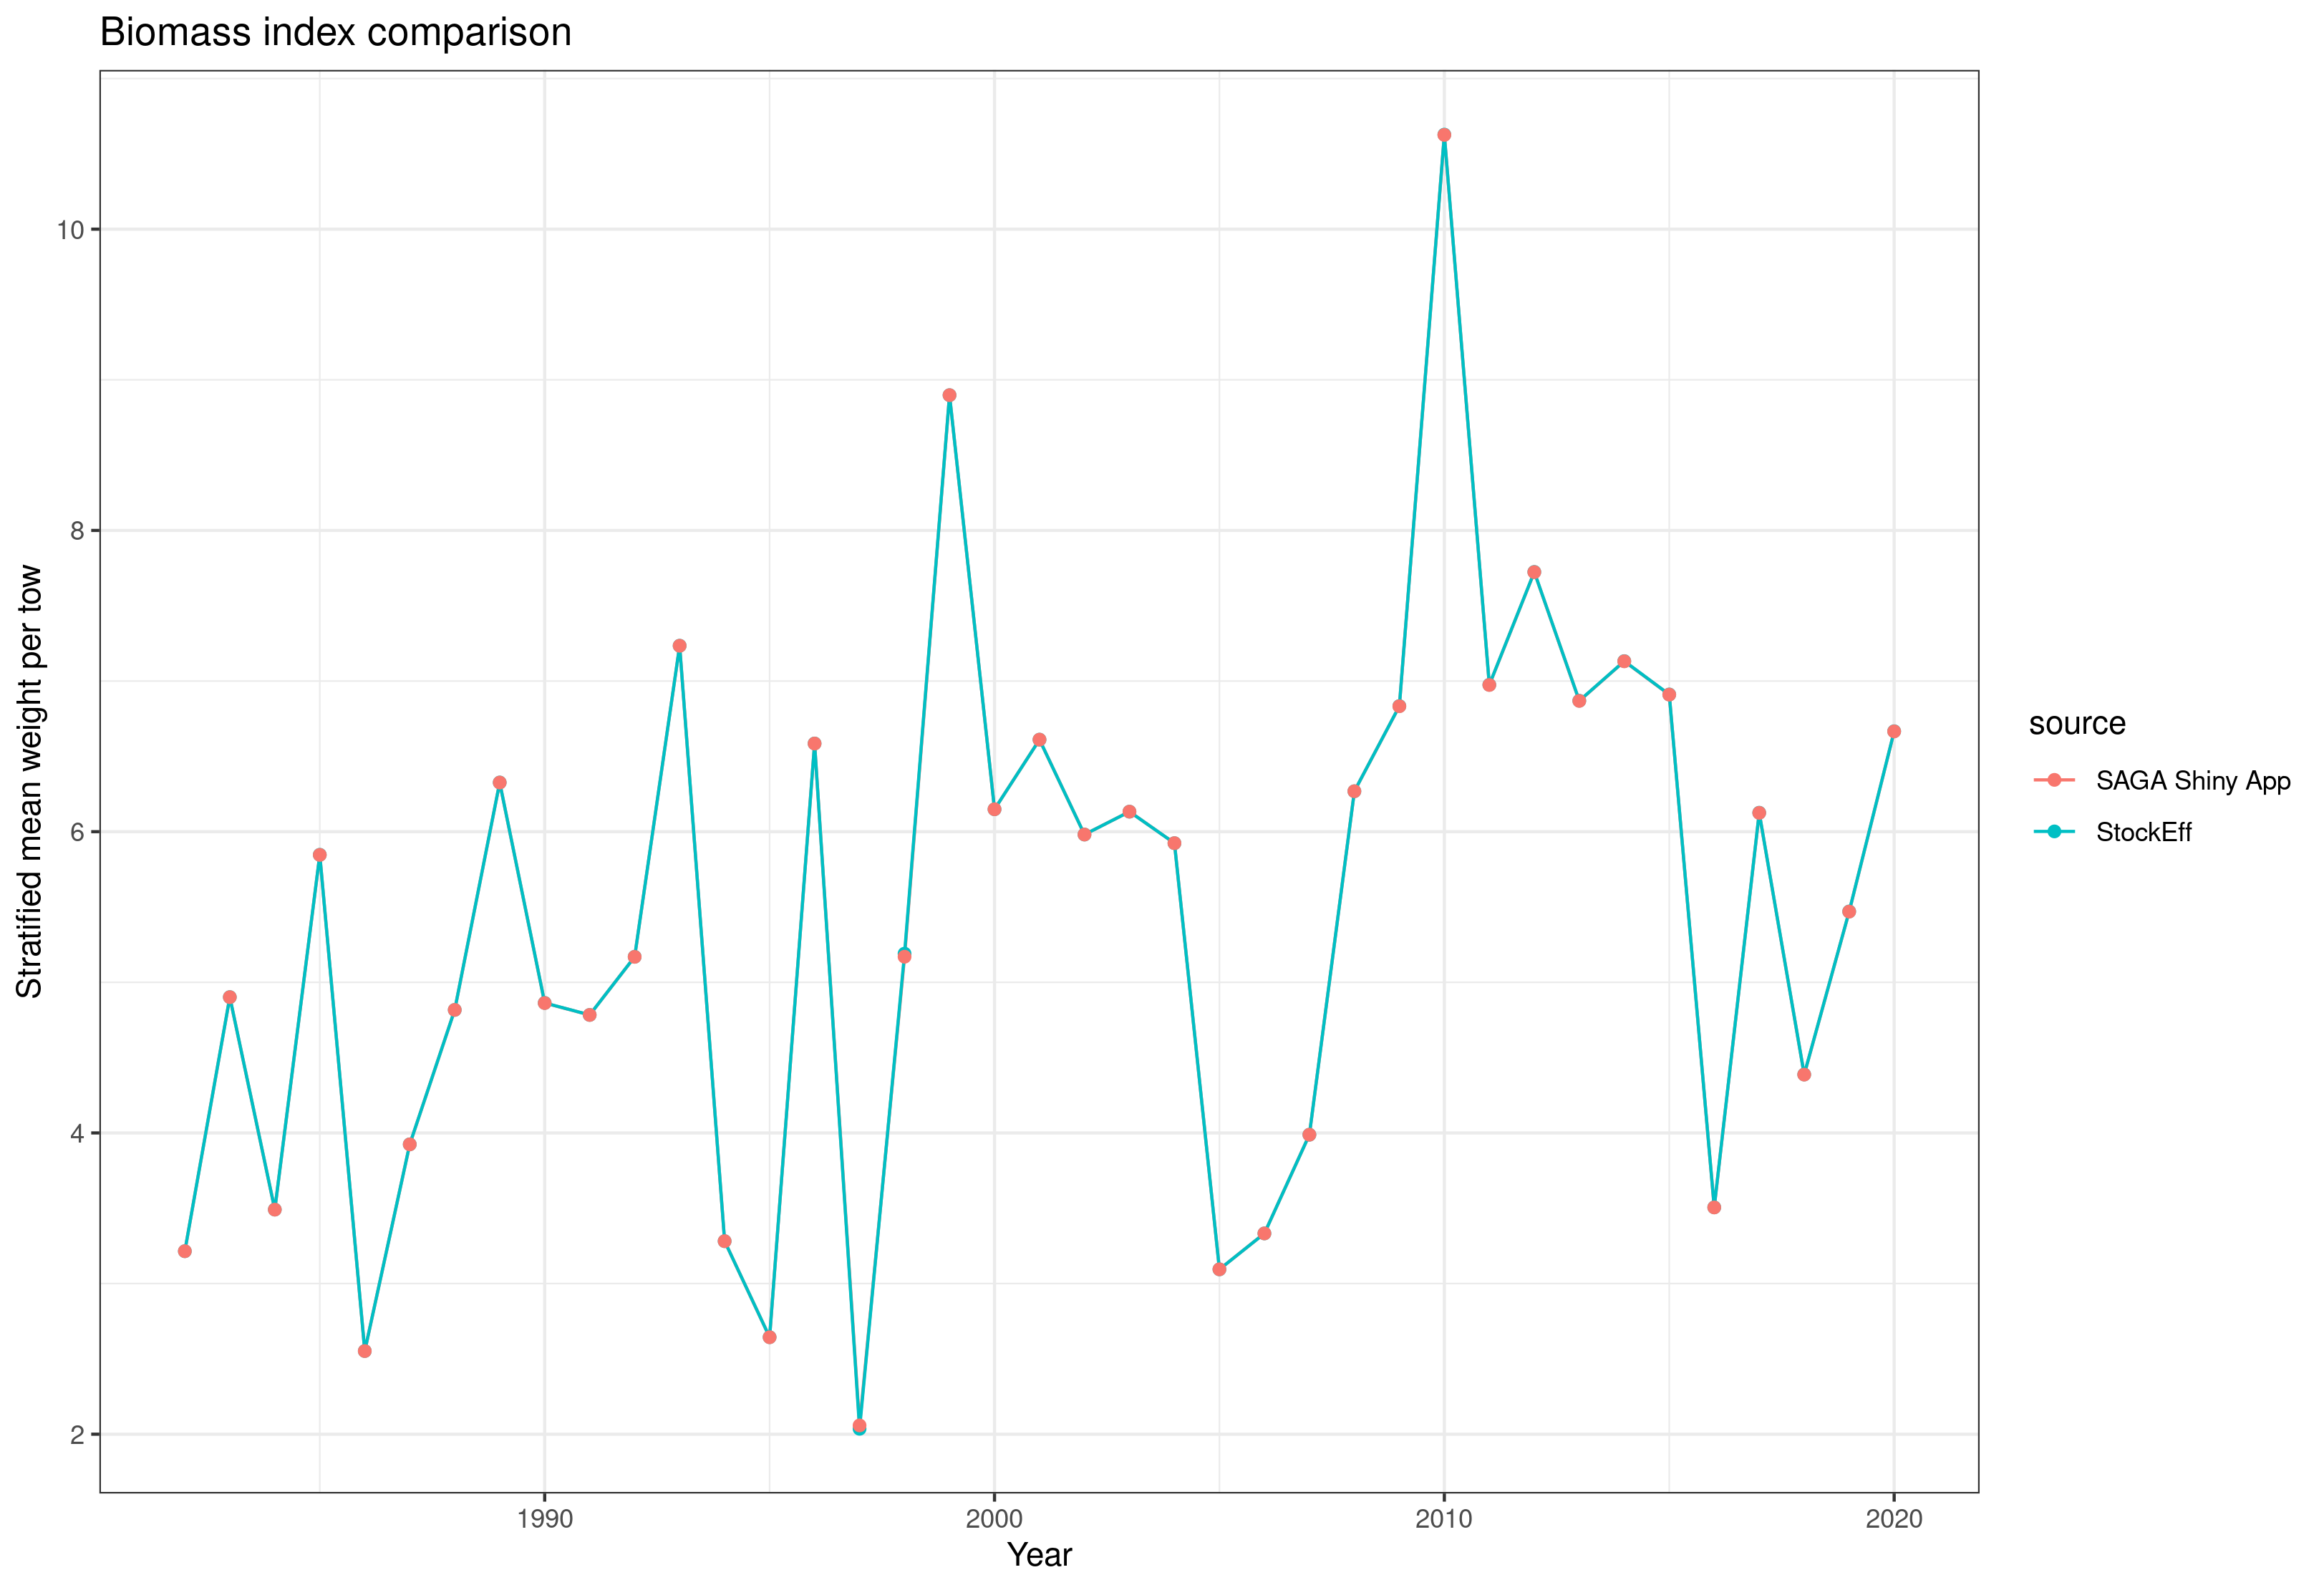 Biomass index comparison
Stratified mean weight per tow
10
8
6
4
2
1990
2000
2010
2020
Year
source
SAGA Shiny App
StockEff